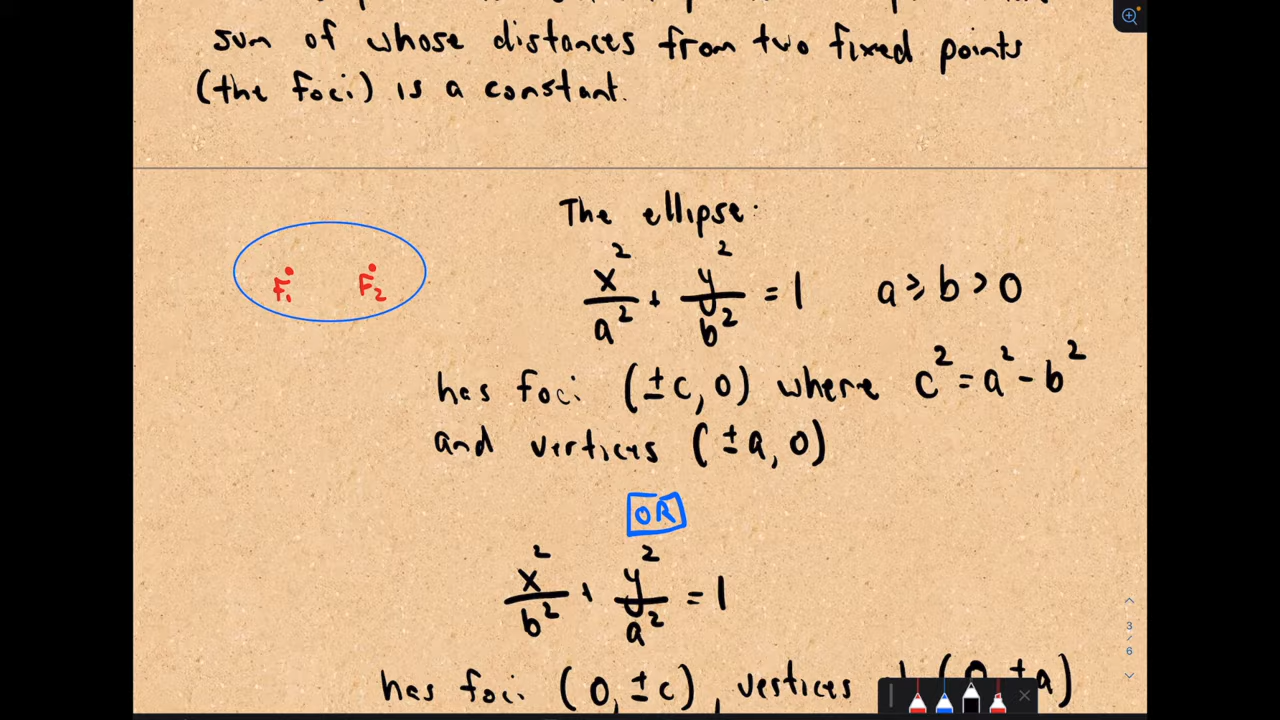 sum of whose distances from two fixed points
(the foci) is a constant.
The ellipse:
x²/a² + y²/b² = 1 a ⩾ b > 0
F₁ F₂
has foci (±c, 0) where c² = a² - b²
and vertices (±a, 0)
OR
x²/b² + y²/a² = 1
has foci (0, ±c), vertices
3
/
6